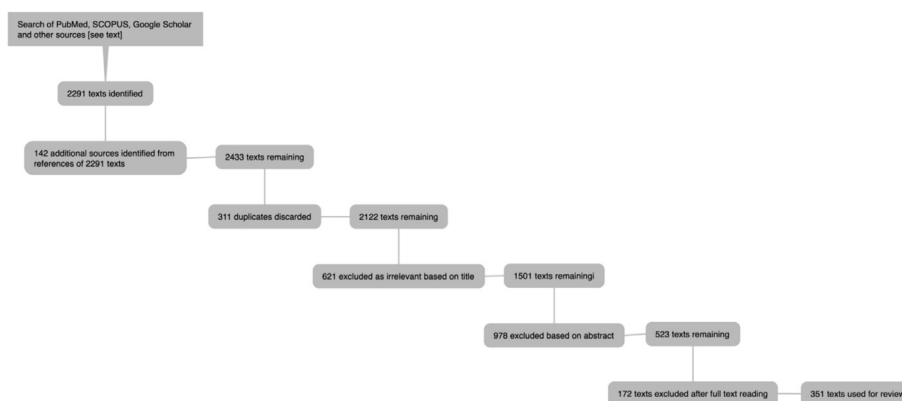 Search of PubMed, SCOPUS, Google Scholar
and other sources [see text]
2291 texts identified
142 additional sources identified from
references of 2291 texts
2433 texts remaining
311 duplicates discarded
2122 texts remaining
621 excluded as irrelevant based on title
1501 texts remainingi
978 excluded based on abstract
523 texts remaining
172 texts excluded after full text reading
351 texts used for review